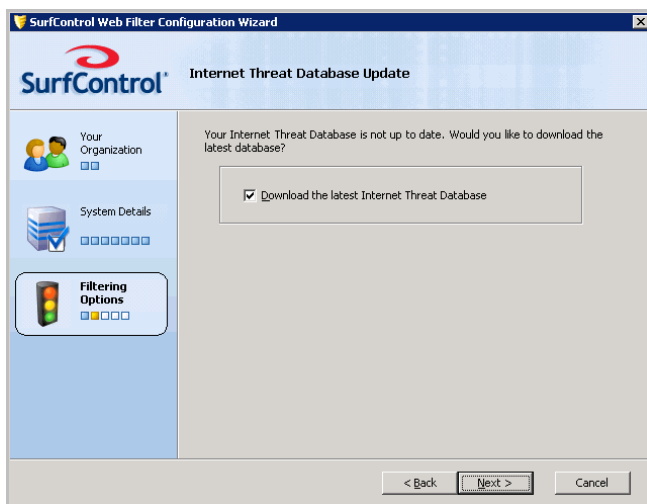 SurfControl Web Filter Configuration Wizard
SurfControl
Internet Threat Database Update
Your
Organization
System Details
Filtering
Options
Your Internet Threat Database is not up to date. Would you like to download the
latest database?
Download the latest Internet Threat Database
< Back
Next >
Cancel